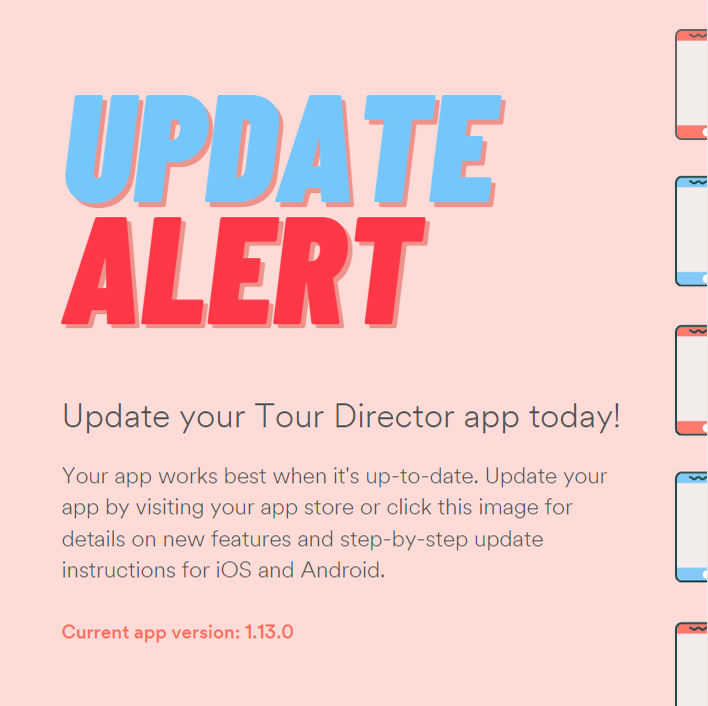 UPDATE
ALERT
Update your Tour Director app today!
Your app works best when it's up-to-date. Update your
app by visiting your app store or click this image for
details on new features and step-by-step update
instructions for iOS and Android.
Current app version: 1.13.0